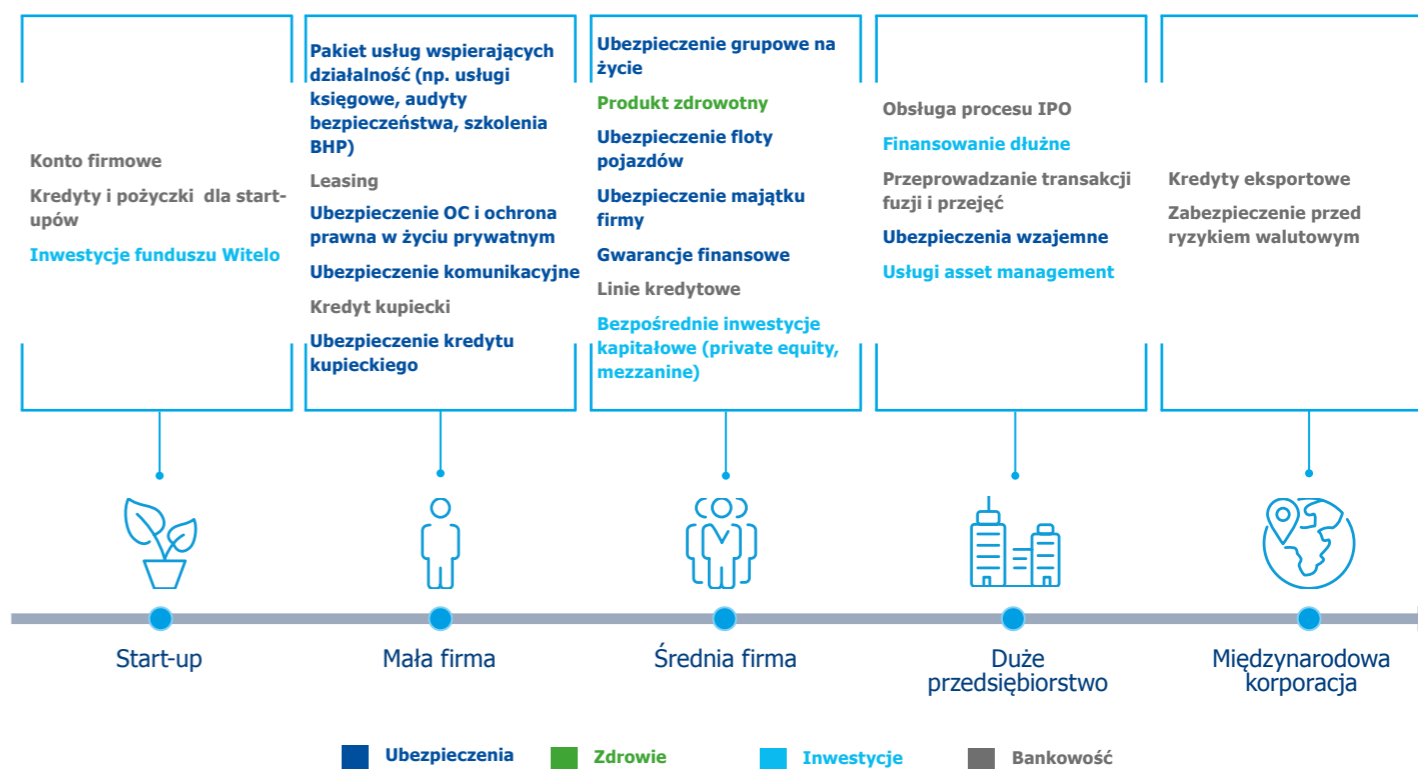 Konto firmowe
Kredyty i pożyczki dla start-
upów
Inwestycje funduszu Witelo
Pakiet usług wspierających
działalność (np. usługi
księgowe, audyty
bezpieczeństwa, szkolenia
BHP)
Leasing
Ubezpieczenie OC i ochrona
prawna w życiu prywatnym
Ubezpieczenie komunikacyjne
Kredyt kupiecki
Ubezpieczenie kredytu
kupieckiego
Ubezpieczenie grupowe na
życie
Produkt zdrowotny
Ubezpieczenie floty
pojazdów
Ubezpieczenie majątku
firmy
Gwarancje finansowe
Linie kredytowe
Bezpośrednie inwestycje
kapitałowe (private equity,
mezzanine)
Obsługa procesu IPO
Finansowanie dłużne
Przeprowadzanie transakcji
fuzji i przejęć
Ubezpieczenia wzajemne
Usługi asset management
Kredyty eksportowe
Zabezpieczenie przed
ryzykiem walutowym
Start-up
Mała firma
Średnia firma
Duże
przedsiębiorstwo
Międzynarodowa
korporacja
Ubezpieczenia
Zdrowie
Inwestycje
Bankowość